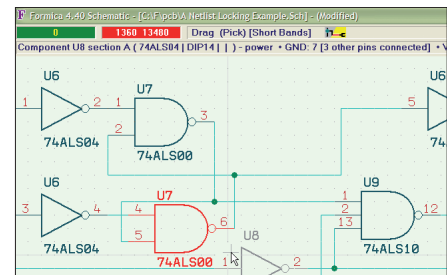 Formica 4.40 Schematic - [C:\F\pcb\A Netlist Locking Example.Sch] - (Modified)
0 1360 13480 Drag (Pick) [Short Bands]
Component U8 section A ( 74ALS04 | DIP14 | | ) - power • GND: 7 [3 other pins connected] •
U6 U7 U6
1 2 1 3 5
2
74ALS04 74ALS00 74AL
U6 U7 U9
3 4 4 6 1 12
5 2
13
74ALS04 74ALS00 74ALS10
U8
1 2